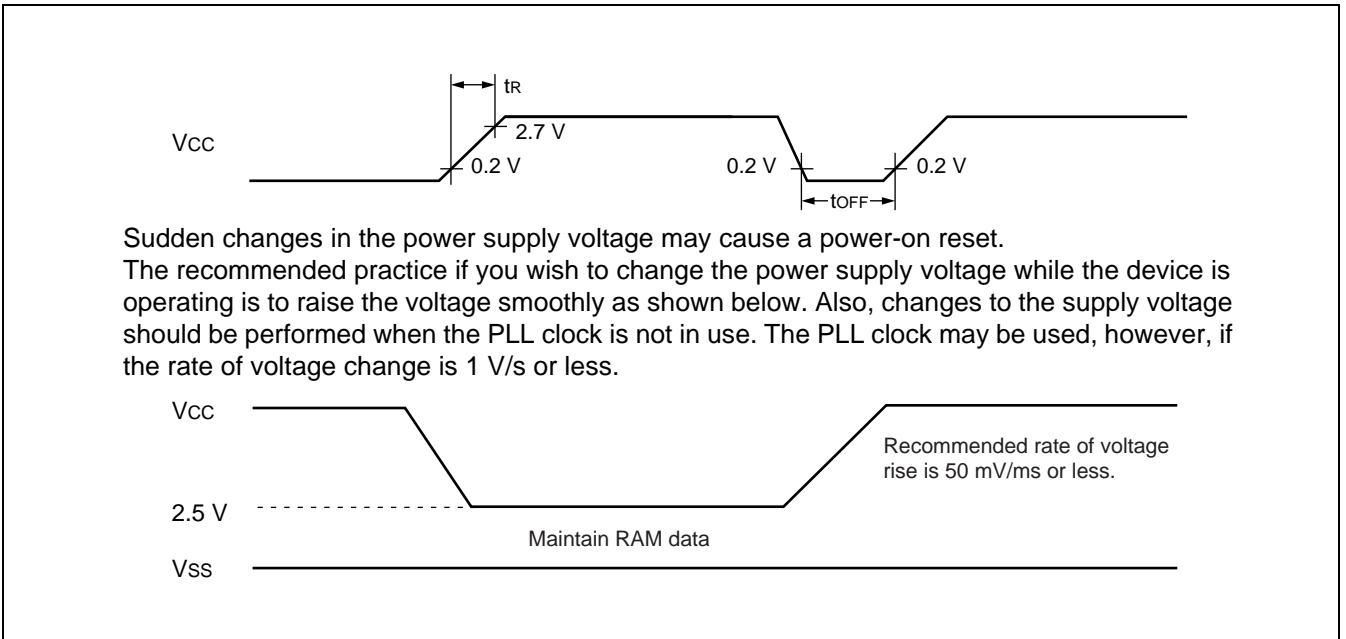 tR
VCC
2.7 V
0.2 V
0.2 V
0.2 V
tOFF
Sudden changes in the power supply voltage may cause a power-on reset.
The recommended practice if you wish to change the power supply voltage while the device is
operating is to raise the voltage smoothly as shown below. Also, changes to the supply voltage
should be performed when the PLL clock is not in use. The PLL clock may be used, however, if
the rate of voltage change is 1 V/s or less.
VCC
Recommended rate of voltage
rise is 50 mV/ms or less.
2.5 V
Maintain RAM data
VSS